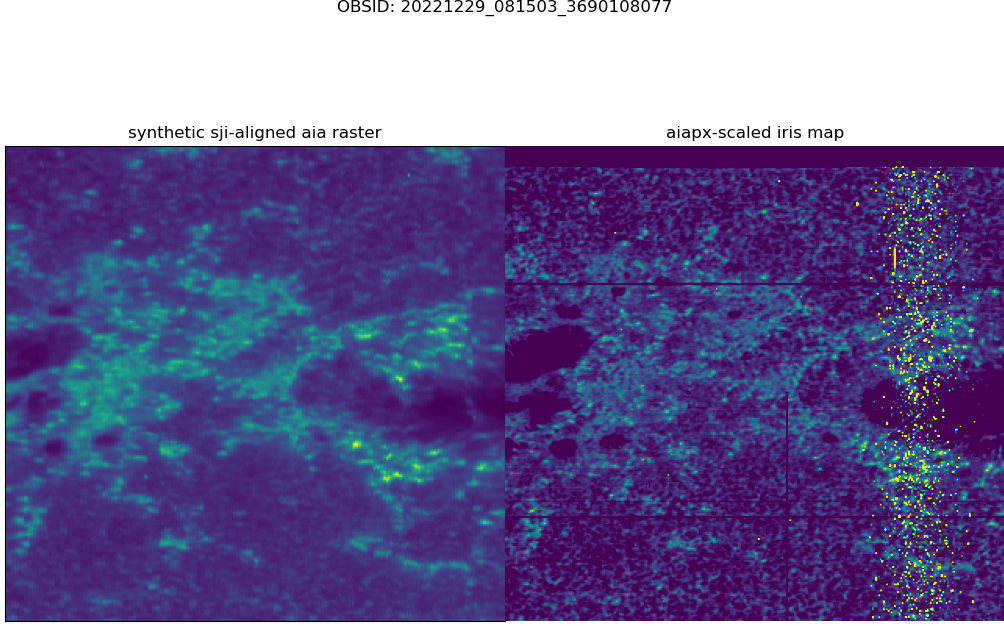 OBSID: 20221229_081503_3690108077
synthetic sji-aligned aia raster
aiapx-scaled iris map